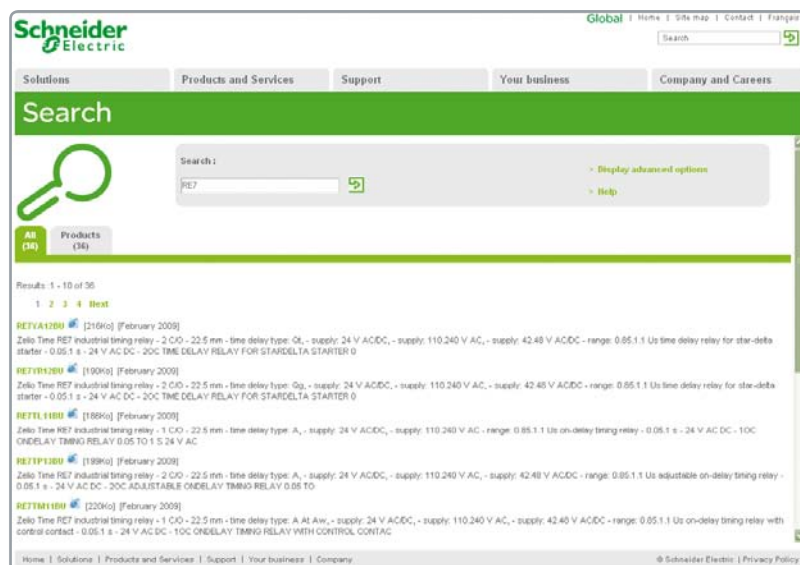 Schneider
Electric
Global | Home | Site map | Contact | Français
Search
Solutions
Products and Services
Support
Your business
Company and Careers
Search
Search :
RE7
> Display advanced options
> Help
All
(36)
Products
(36)
Results :1 - 10 of 36
1 2 3 4 Next
RE7YA12BU [216Ko] [February 2009]
Zelio Time RE7 industrial timing relay - 2 C/O - 22.5 mm - time delay type: Qt, - supply: 24 V AC/DC, - supply: 110.240 V AC, - supply: 42.48 V AC/DC - range: 0.05.1.1 Us time delay relay for star-delta
starter - 0.05.1 s - 24 V AC DC - 2OC TIME DELAY RELAY FOR STARDELTA STARTER 0
RE7YR12BU [190Ko] [February 2009]
Zelio Time RE7 industrial timing relay - 2 C/O - 22.5 mm - time delay type: Qg, - supply: 24 V AC/DC, - supply: 110.240 V AC, - supply: 42.48 V AC/DC - range: 0.05.1.1 Us time delay relay for star-delta
starter - 0.05.1 s - 24 V AC DC - 2OC TIME DELAY RELAY FOR STARDELTA STARTER 0
RE7TL11BU [186Ko] [February 2009]
Zelio Time RE7 industrial timing relay - 1 C/O - 22.5 mm - time delay type: A, - supply: 24 V AC/DC, - supply: 110.240 V AC - range: 0.05.1.1 Us on-delay timing relay - 0.05.1 s - 24 V AC DC - 1OC
ONDELAY TIMING RELAY 0.05 TO 1 S 24 V AC
RE7TP13BU [199Ko] [February 2009]
Zelio Time RE7 industrial timing relay - 2 C/O - 22.5 mm - time delay type: A, - supply: 24 V AC/DC, - supply: 110.240 V AC, - supply: 42.48 V AC/DC - range: 0.05.1.1 Us adjustable on-delay timing relay -
0.05.1 s - 24 V AC DC - 2OC ADJUSTABLE ONDELAY TIMING RELAY 0.05 TO
RE7TM11BU [220Ko] [February 2009]
Zelio Time RE7 industrial timing relay - 1 C/O - 22.5 mm - time delay type: A At Aw, - supply: 24 V AC/DC, - supply: 110.240 V AC, - supply: 42.48 V AC/DC - range: 0.05.1.1 Us on-delay timing relay with
control contact - 0.05.1 s - 24 V AC DC - 1OC ONDELAY TIMING RELAY WITH CONTROL CONTAC
Home | Solutions | Products and Services | Support | Your business | Company
© Schneider Electric | Privacy Policy